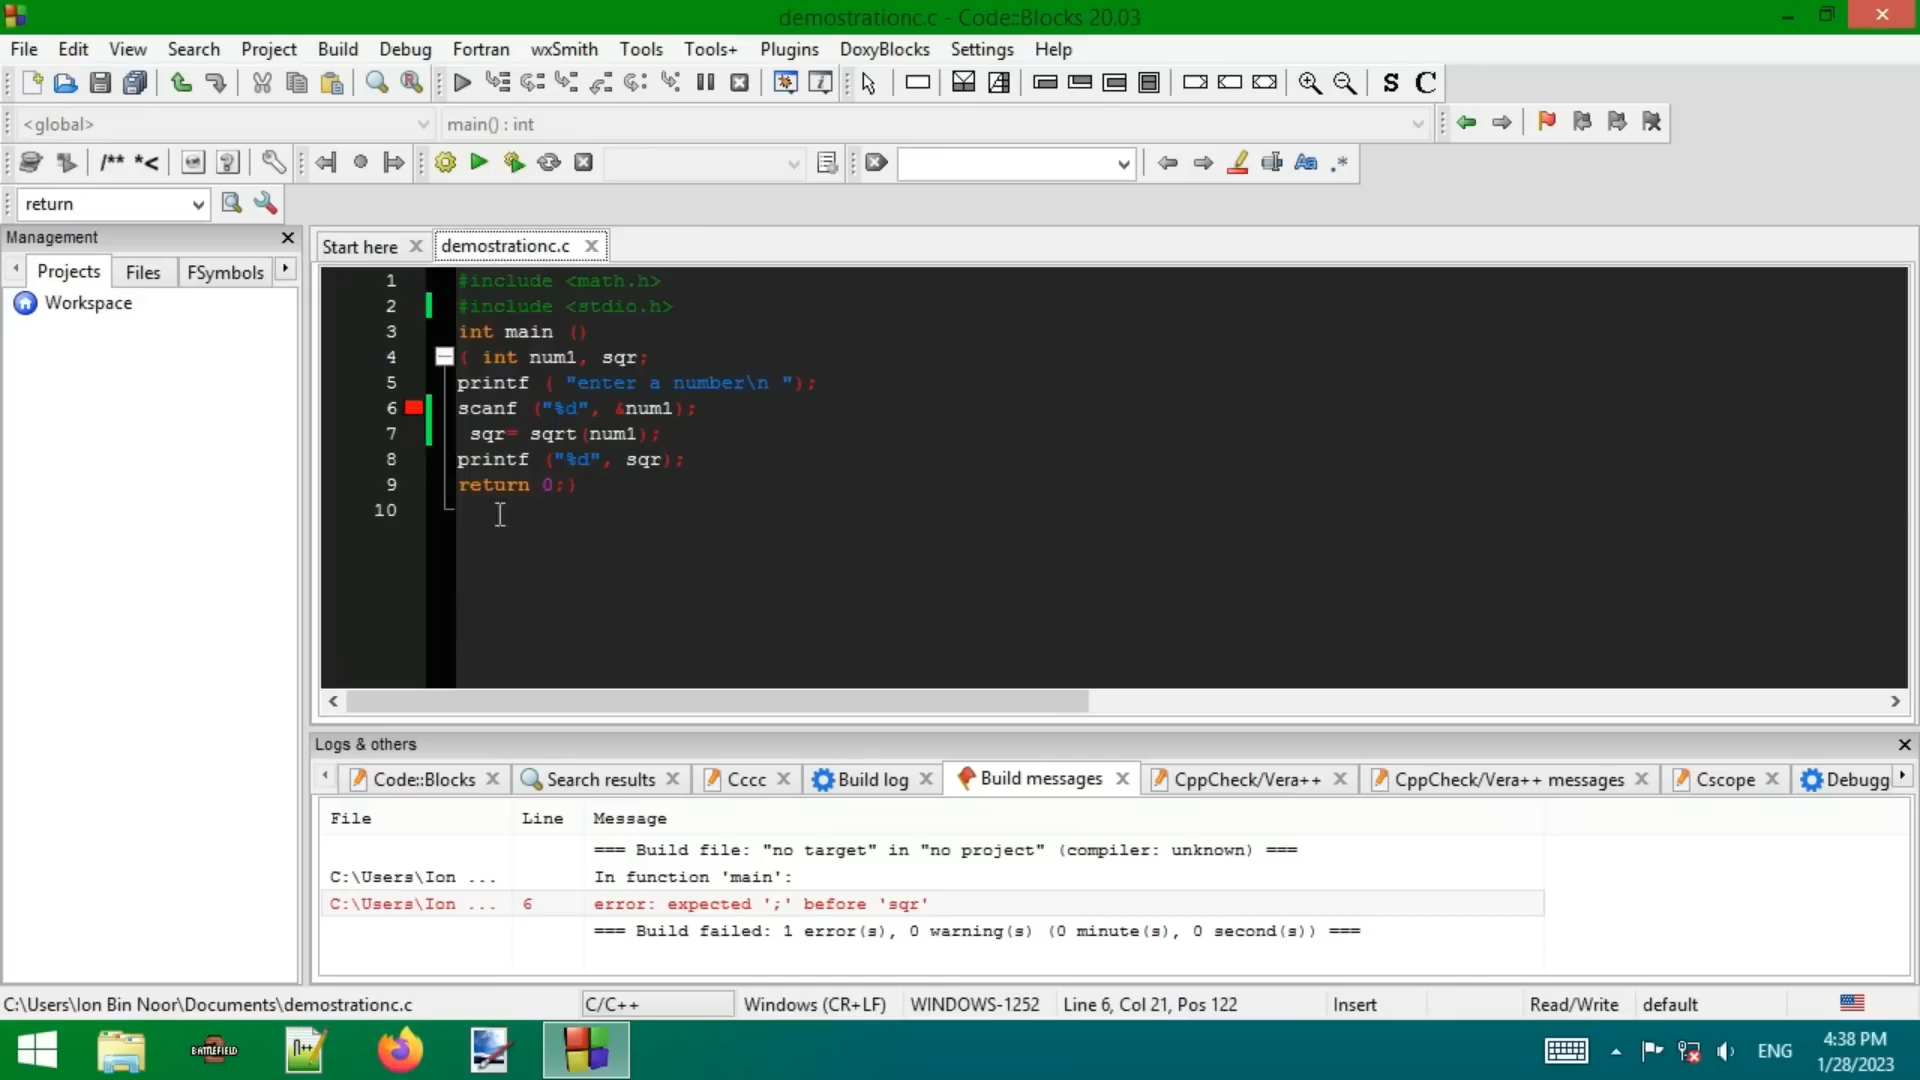 demostrationc.c - Code::Blocks 20.03
File Edit View Search Project Build Debug Fortran wxSmith Tools Tools+ Plugins DoxyBlocks Settings Help
S C
<global> main() : int
/** *< Aa .*
return
Management
Start here demostrationc.c
Projects Files FSymbols
Workspace
1 #include <math.h>
2 #include <stdio.h>
3 int main ()
4 { int num1, sqr;
5 printf ( "enter a number\n ");
6 scanf ("%d", &num1);
7 sqr= sqrt(num1);
8 printf ("%d", sqr);
9 return 0;}
10
Logs & others
Code::Blocks Search results Cccc Build log Build messages CppCheck/Vera++ CppCheck/Vera++ messages Cscope Debugg
File Line Message
=== Build file: "no target" in "no project" (compiler: unknown) ===
C:\Users\Ion ... In function 'main':
C:\Users\Ion ... 6 error: expected ';' before 'sqr'
=== Build failed: 1 error(s), 0 warning(s) (0 minute(s), 0 second(s)) ===
C:\Users\Ion Bin Noor\Documents\demostrationc.c C/C++ Windows (CR+LF) WINDOWS-1252 Line 6, Col 21, Pos 122 Insert Read/Write default
BATTLEFIELD 2 N++ ENG 4:38 PM
1/28/2023